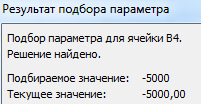 Результат подбора параметра
Подбор параметра для ячейки B4.
Решение найдено.
Подбираемое значение: -5000
Текущее значение: -5000,00